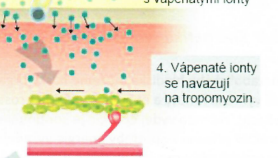 s vápenatými ionty
4. Vápenaté ionty
se navazují
na tropomyozin.